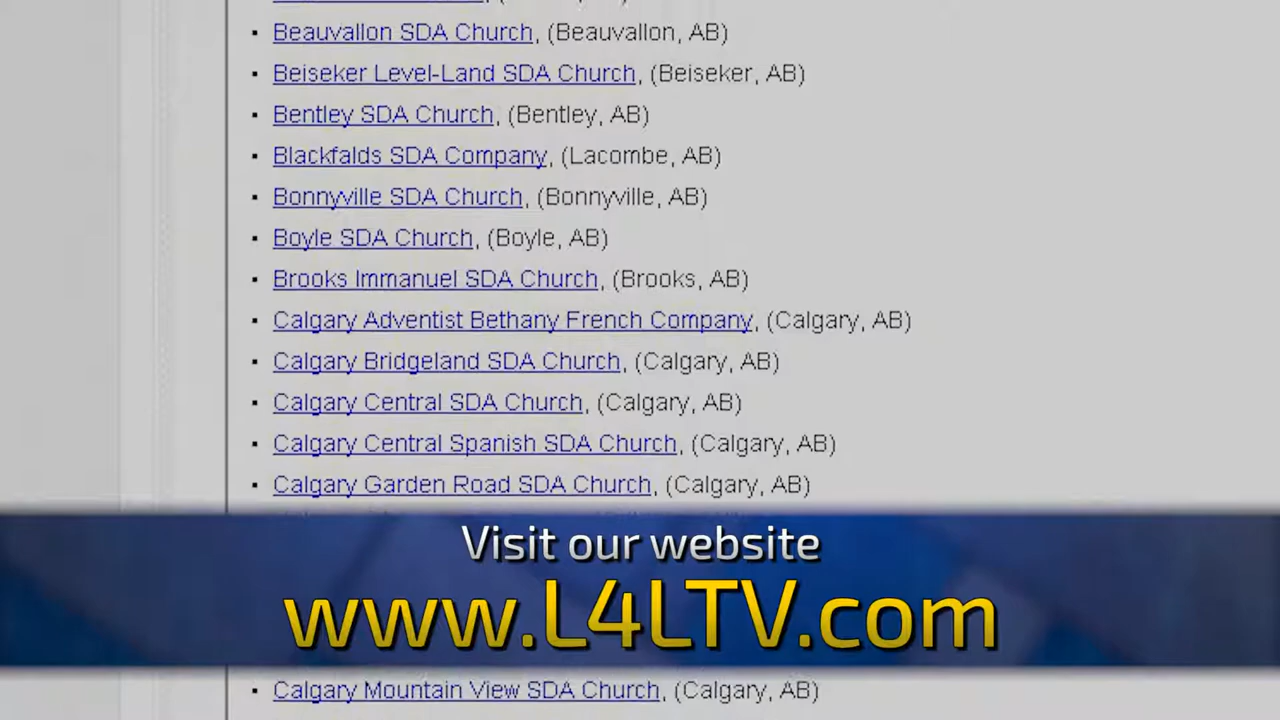 Beauvallon SDA Church, (Beauvallon, AB)
Beiseker Level-Land SDA Church, (Beiseker, AB)
Bentley SDA Church, (Bentley, AB)
Blackfalds SDA Company, (Lacombe, AB)
Bonnyville SDA Church, (Bonnyville, AB)
Boyle SDA Church, (Boyle, AB)
Brooks Immanuel SDA Church, (Brooks, AB)
Calgary Adventist Bethany French Company, (Calgary, AB)
Calgary Bridgeland SDA Church, (Calgary, AB)
Calgary Central SDA Church, (Calgary, AB)
Calgary Central Spanish SDA Church, (Calgary, AB)
Calgary Garden Road SDA Church, (Calgary, AB)
Visit our website
www.L4LTV.com
Calgary Mountain View SDA Church, (Calgary, AB)